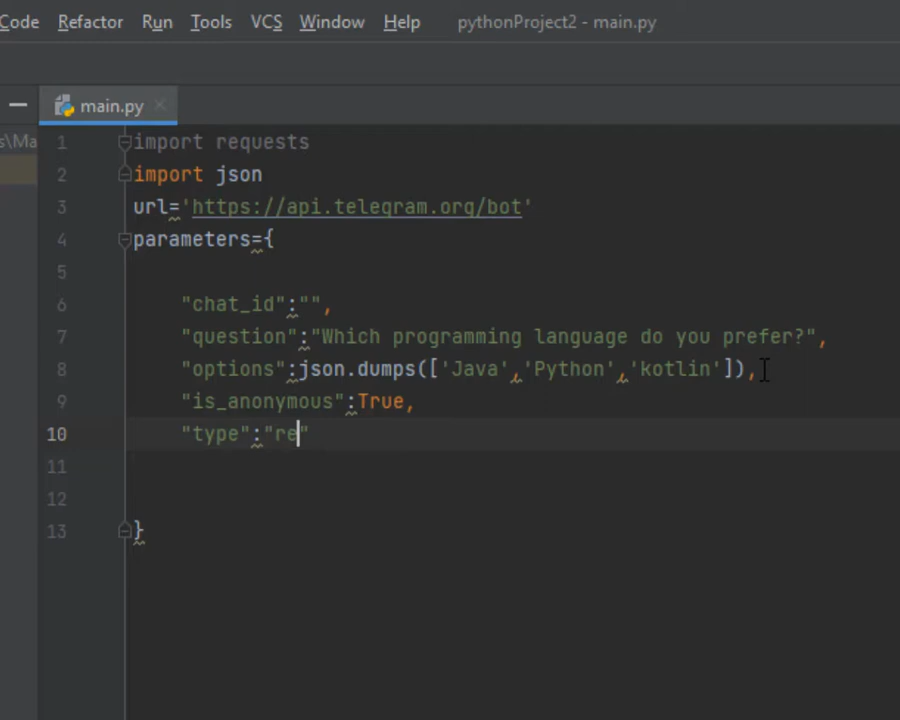 Code Refactor Run Tools VCS Window Help pythonProject2 - main.py
main.py
s\Ma
1 import requests
2 import json
3 url='https://api.telegram.org/bot'
4 parameters={
5
6 "chat_id":"",
7 "question":"Which programming language do you prefer?",
8 "options":json.dumps(['Java','Python','kotlin']),
9 "is_anonymous":True,
10 "type":"re"
11
12
13 }